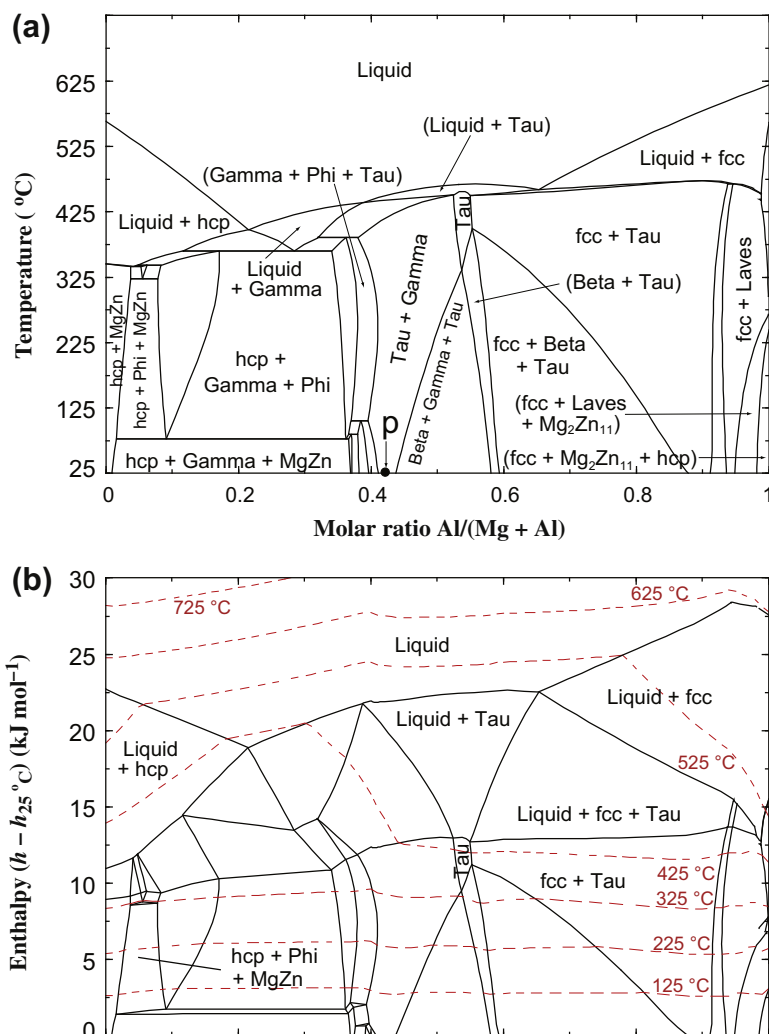 (a)
Liquid
625
525
425
325
225
125
25
Temperature ( °C)
(Liquid + Tau)
(Gamma + Phi + Tau)
Liquid + fcc
Liquid + hcp
Tau
fcc + Tau
Liquid
+ Gamma
(Beta + Tau)
hcp + MgZn
hcp + Phi + MgZn
hcp +
Gamma + Phi
Tau + Gamma
Beta + Gamma + Tau
fcc + Beta
+ Tau
fcc + Laves
(fcc + Laves
+ Mg₂Zn₁₁)
p
hcp + Gamma + MgZn
(fcc + Mg₂Zn₁₁ + hcp)
0 0.2 0.4 0.6 0.8 1
Molar ratio Al/(Mg + Al)
(b)
30
25
20
15
10
5
0
Enthalpy (h – h₂₅ °C) (kJ mol⁻¹)
725 °C
625 °C
Liquid
Liquid + Tau
Liquid + fcc
Liquid
+ hcp
525 °C
Liquid + fcc + Tau
Tau
fcc + Tau
425 °C
325 °C
hcp + Phi
+ MgZn
225 °C
125 °C